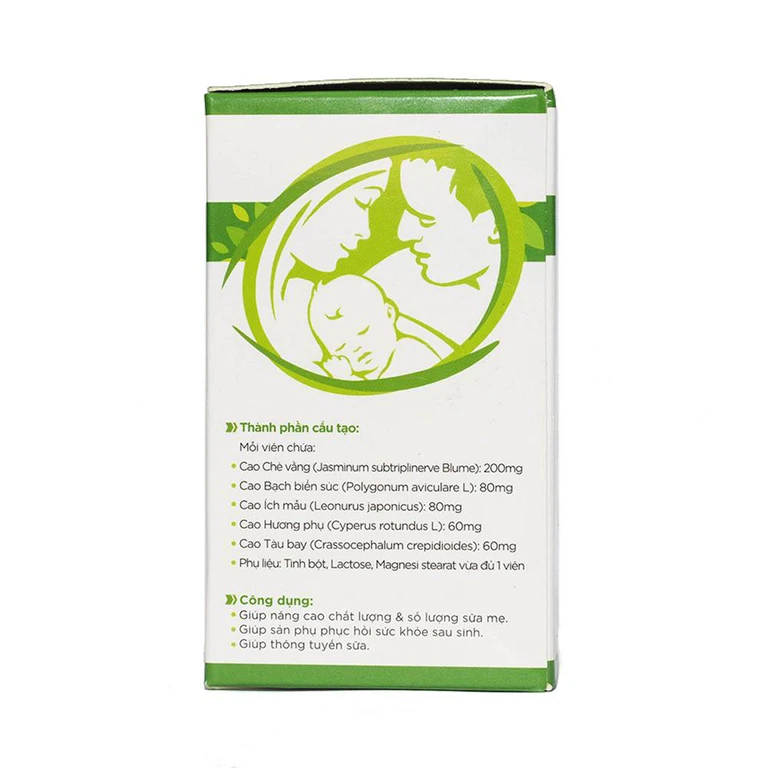 Thành phần cấu tạo:
Mỗi viên chứa:
• Cao Chè vằng (Jasminum subtriplinerve Blume): 200mg
• Cao Bạch biển súc (Polygonum aviculare L): 80mg
• Cao Ích mẫu (Leonurus japonicus): 80mg
• Cao Hương phụ (Cyperus rotundus L): 60mg
• Cao Tàu bay (Crassocephalum crepidioides): 60mg
• Phụ liệu: Tinh bột, Lactose, Magnesi stearat vừa đủ 1 viên
Công dụng:
• Giúp nâng cao chất lượng & số lượng sữa mẹ.
• Giúp sản phụ phục hồi sức khỏe sau sinh.
• Giúp thông tuyến sữa.